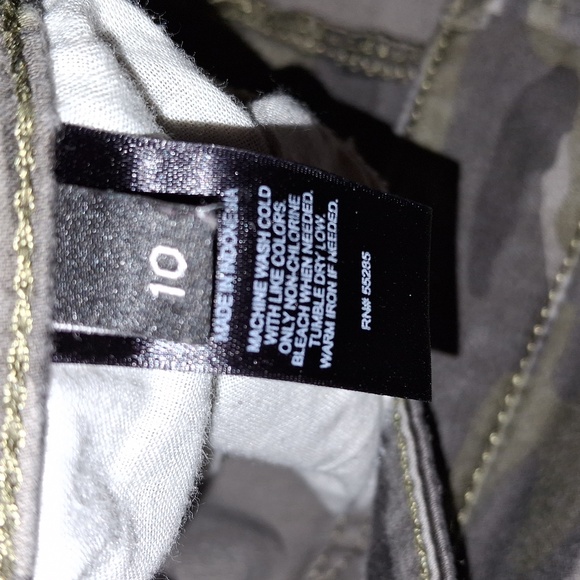 10
MADE IN INDONESIA
MACHINE WASH COLD
WITH LIKE COLORS.
ONLY NON-CHLORINE
BLEACH WHEN NEEDED.
TUMBLE DRY LOW.
WARM IRON IF NEEDED.
RN# 55285